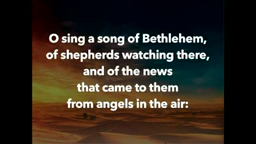 O sing a song of Bethlehem,
of shepherds watching there,
and of the news
that came to them
from angels in the air: